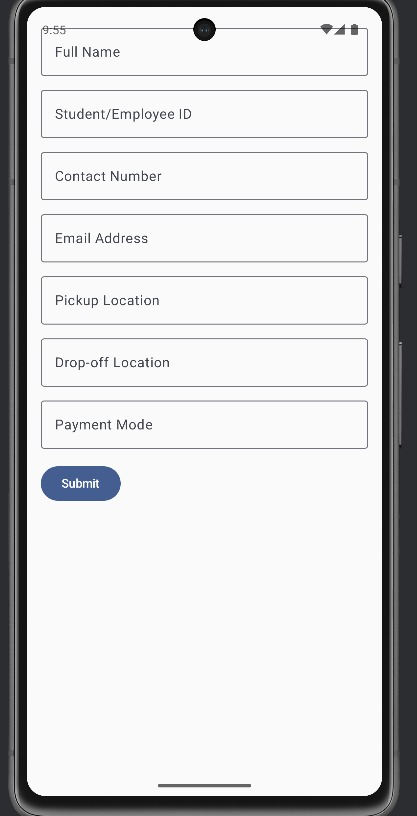 9:55
Full Name
Student/Employee ID
Contact Number
Email Address
Pickup Location
Drop-off Location
Payment Mode
Submit